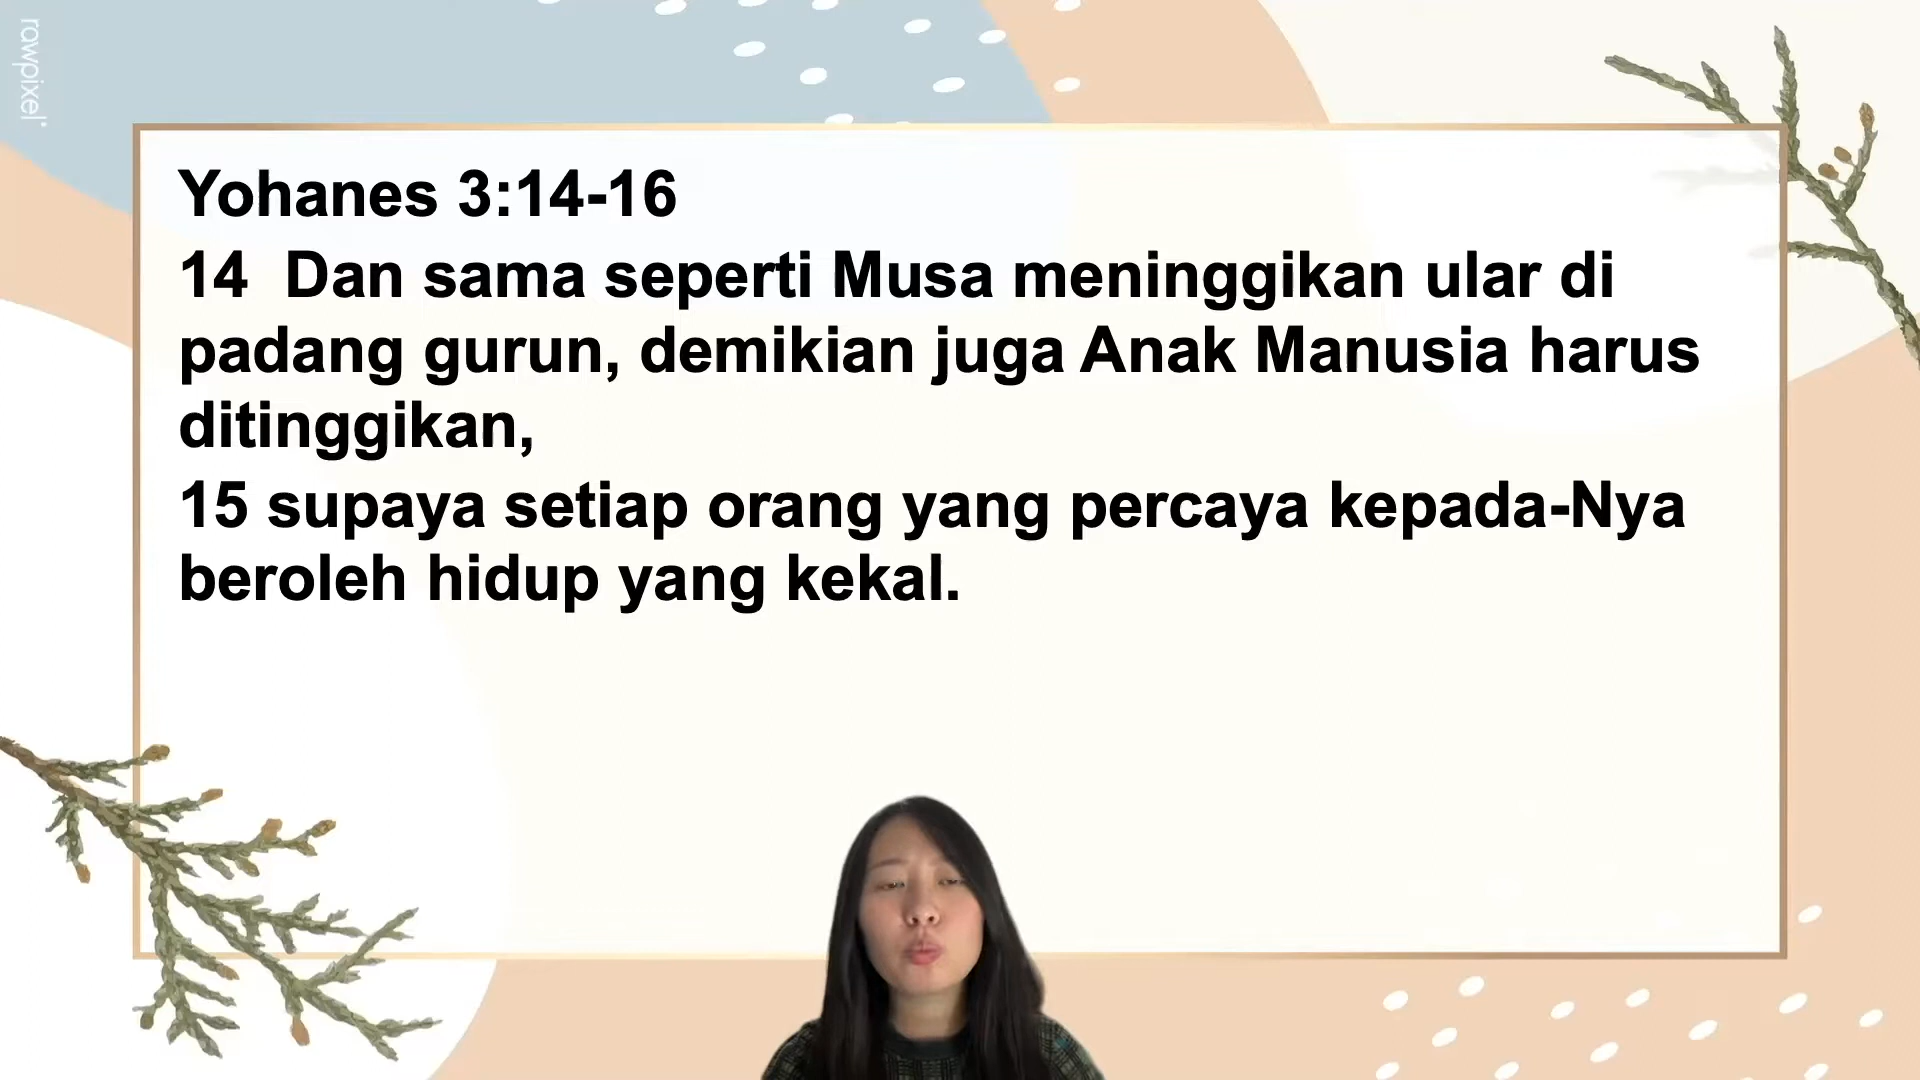 rawpixel
Yohanes 3:14-16
14  Dan sama seperti Musa meninggikan ular di
padang gurun, demikian juga Anak Manusia harus
ditinggikan,
15 supaya setiap orang yang percaya kepada-Nya
beroleh hidup yang kekal.